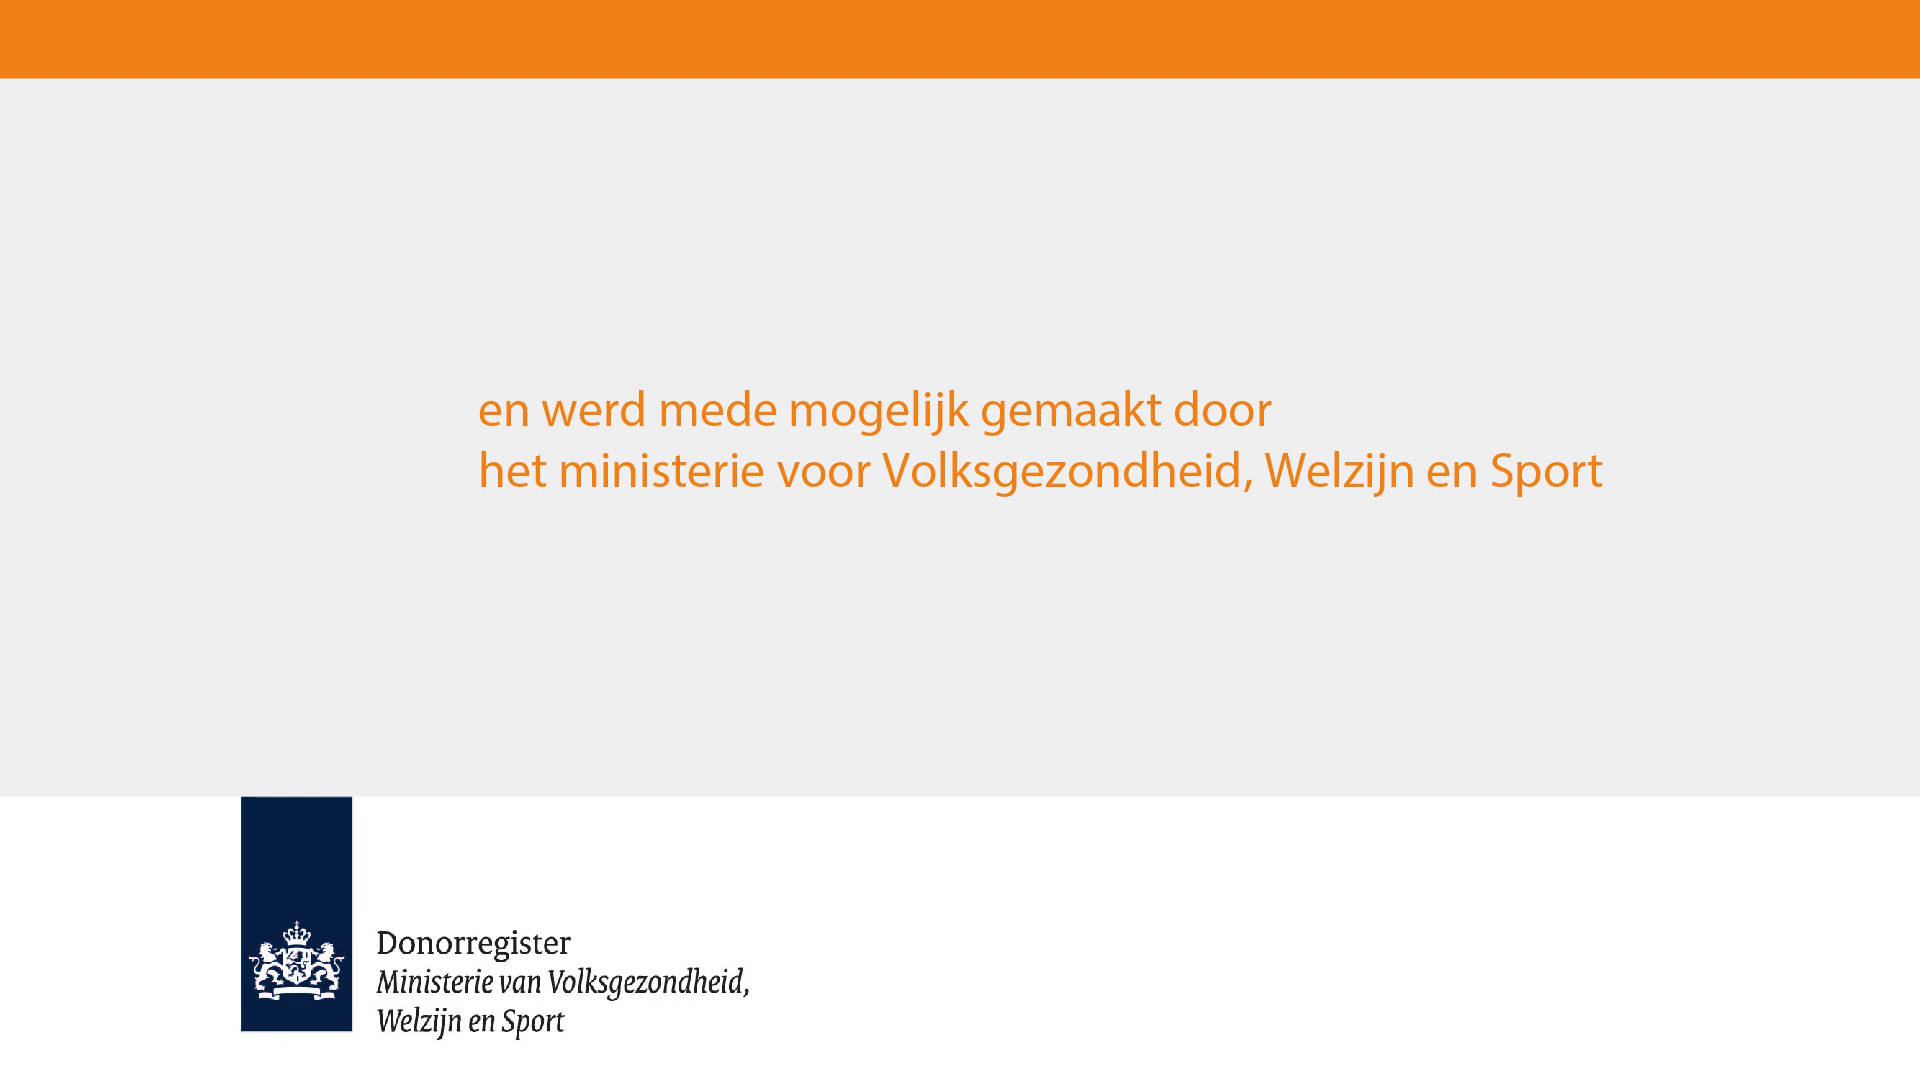 en werd mede mogelijk gemaakt door
het ministerie voor Volksgezondheid, Welzijn en Sport
Donorregister
Ministerie van Volksgezondheid,
Welzijn en Sport